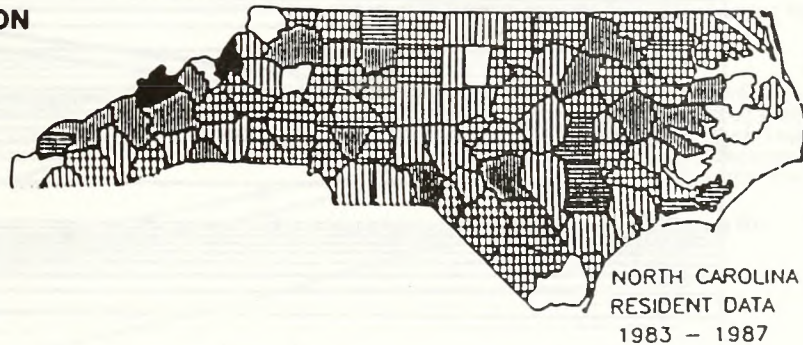 ON
NORTH CAROLINA
RESIDENT DATA
1983 – 1987